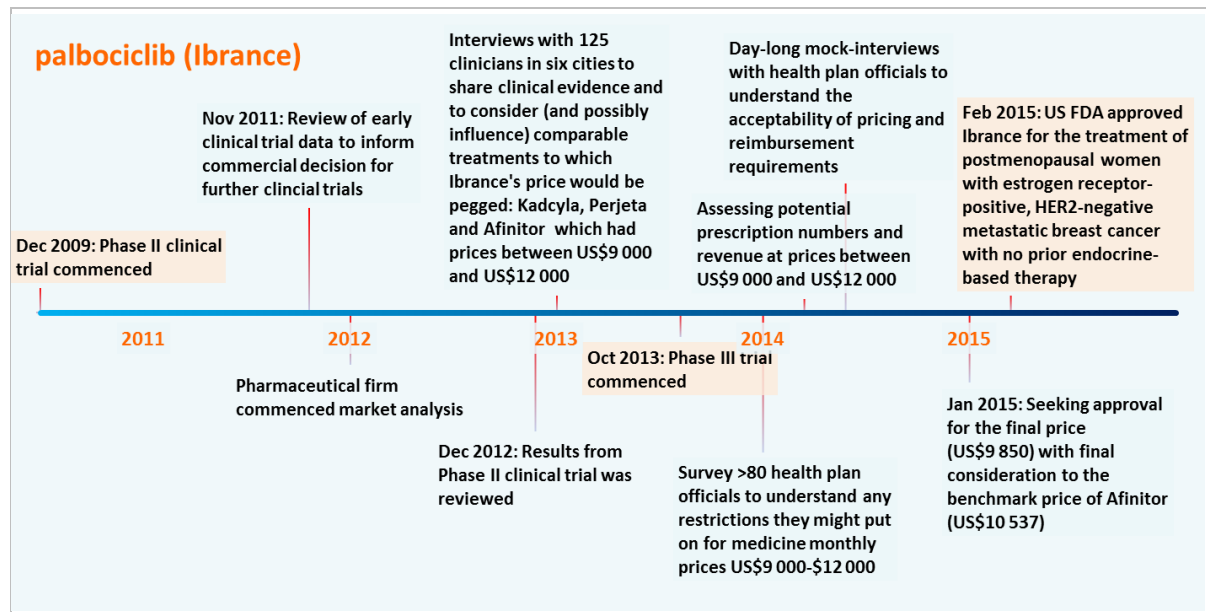 palbociclib (Ibrance)
Dec 2009: Phase II clinical
trial commenced
Nov 2011: Review of early
clinical trial data to inform
commercial decision for
further clincial trials
Interviews with 125
clinicians in six cities to
share clinical evidence and
to consider (and possibly
influence) comparable
treatments to which
Ibrance's price would be
pegged: Kadcyla, Perjeta
and Afinitor which had
prices between US$9 000
and US$12 000
Day-long mock-interviews
with health plan officials to
understand the
acceptability of pricing and
reimbursement
requirements
Assessing potential
prescription numbers and
revenue at prices between
US$9 000 and US$12 000
Feb 2015: US FDA approved
Ibrance for the treatment of
postmenopausal women
with estrogen receptor-
positive, HER2-negative
metastatic breast cancer
with no prior endocrine-
based therapy
2011 2012 2013 2014 2015
Pharmaceutical firm
commenced market analysis
Dec 2012: Results from
Phase II clinical trial was
reviewed
Oct 2013: Phase III trial
commenced
Survey >80 health plan
officials to understand any
restrictions they might put
on for medicine monthly
prices US$9 000-$12 000
Jan 2015: Seeking approval
for the final price
(US$9 850) with final
consideration to the
benchmark price of Afinitor
(US$10 537)